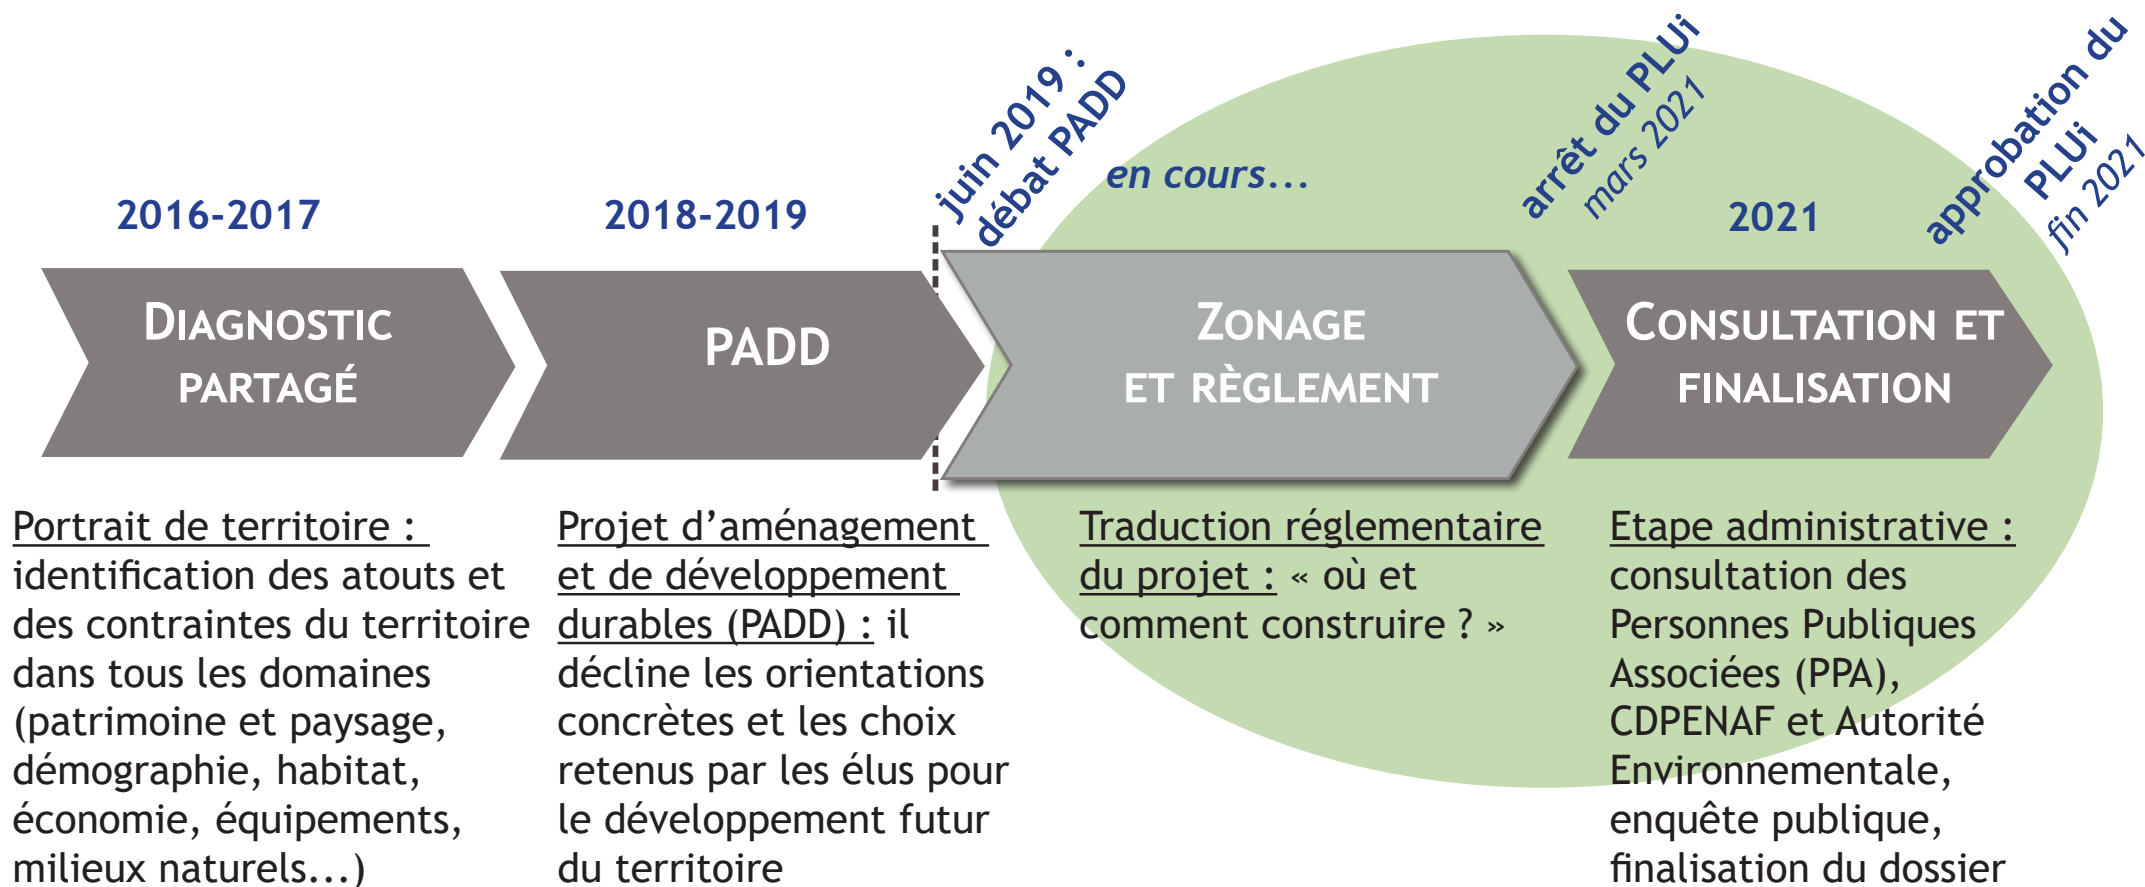 2016-2017
2018-2019
juin 2019 :
débat PADD
en cours...
arrêt du PLUi
mars 2021
2021
approbation du
PLUi
fin 2021
DIAGNOSTIC
PARTAGÉ
PADD
ZONAGE
ET RÈGLEMENT
CONSULTATION ET
FINALISATION
Portrait de territoire :
identification des atouts et
des contraintes du territoire
dans tous les domaines
(patrimoine et paysage,
démographie, habitat,
économie, équipements,
milieux naturels...)
Projet d’aménagement
et de développement
durables (PADD) : il
décline les orientations
concrètes et les choix
retenus par les élus pour
le développement futur
du territoire
Traduction réglementaire
du projet : « où et
comment construire ? »
Etape administrative :
consultation des
Personnes Publiques
Associées (PPA),
CDPENAF et Autorité
Environnementale,
enquête publique,
finalisation du dossier